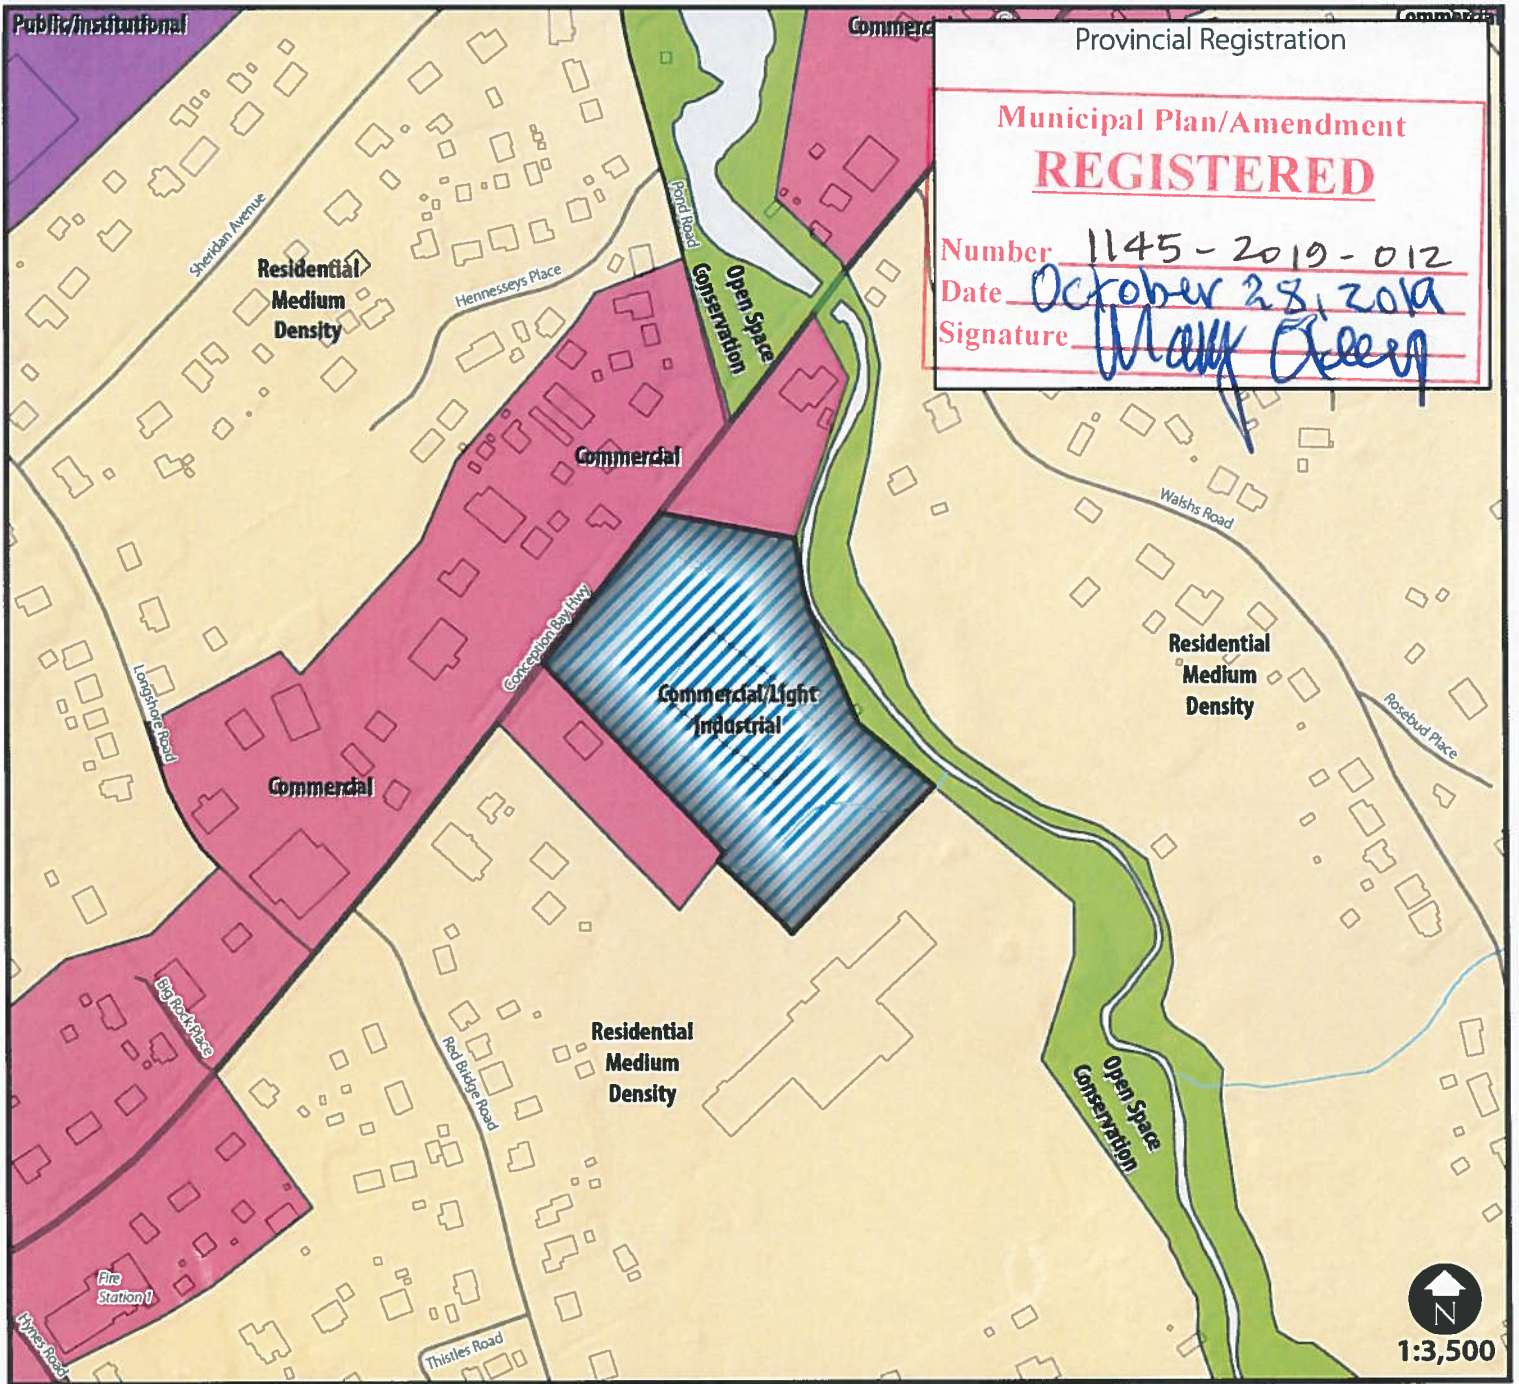 Public/Institutional
Commercial
Provincial Registration
Municipal Plan/Amendment
REGISTERED
Number 1145-2019-012
Date October 28, 2019
Signature
Sheridan Avenue
Pond Road
Residential
Medium
Density
Hennesseys Place
Open Space
Conservation
Commercial
Walshs Road
Conception Bay Hwy
Residential
Medium
Density
Longshore Road
Commercial/Light
Industrial
Rosebud Place
Commercial
Big Rock Place
Red Bridge Road
Residential
Medium
Density
Open Space
Conservation
Fire
Station 1
Hynes Road
Thistles Road
N
1:3,500